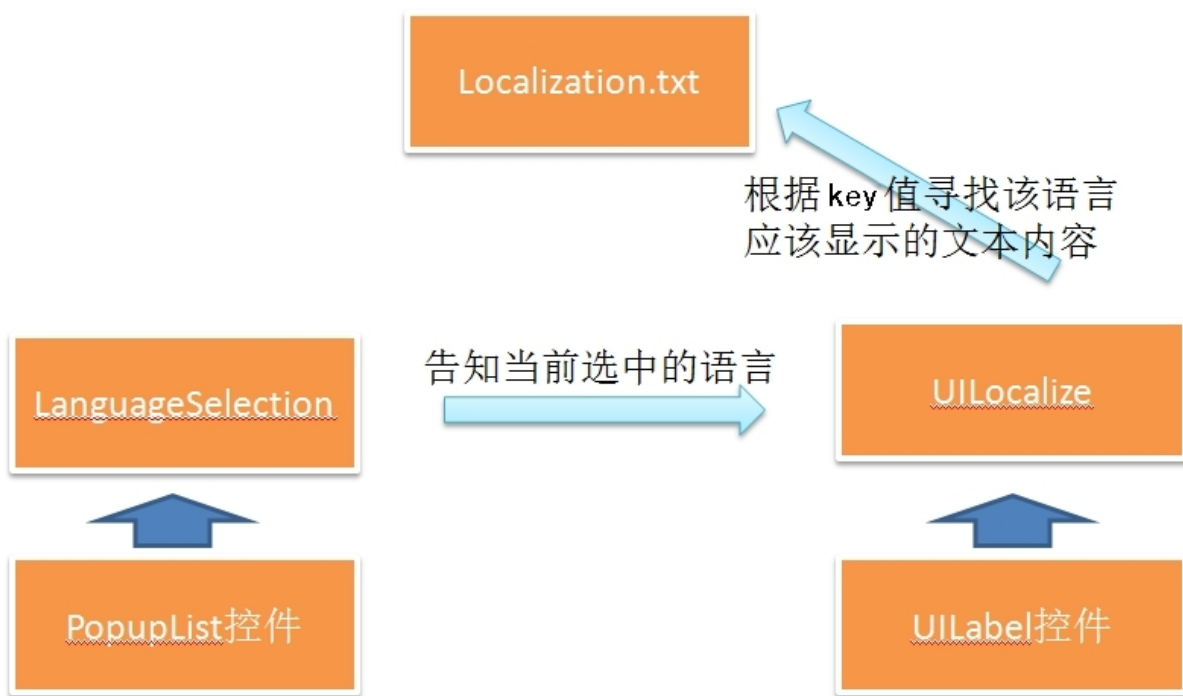 Localization.txt
根据key值寻找该语言
应该显示的文本内容
LanguageSelection
告知当前选中的语言
UILocalize
PopupList控件
UILabel控件